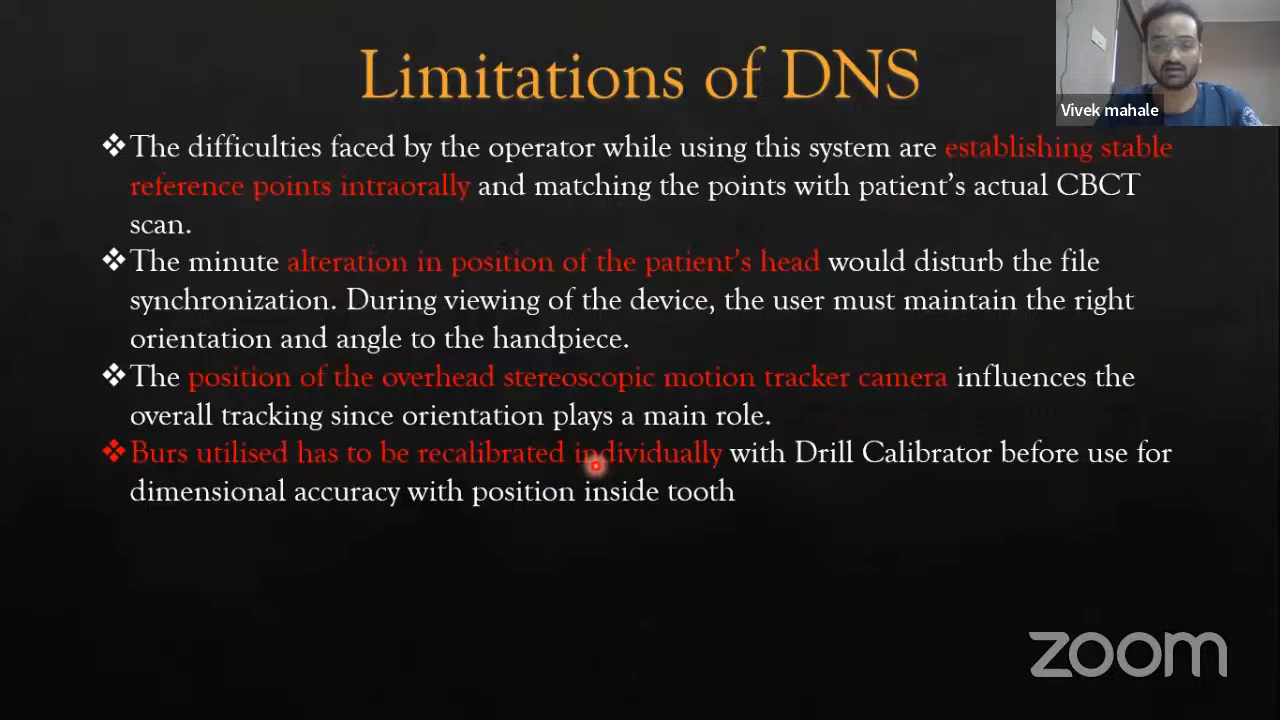 Limitations of DNS
Vivek mahale
❖The difficulties faced by the operator while using this system are establishing stable
reference points intraorally and matching the points with patient's actual CBCT
scan.
❖The minute alteration in position of the patient's head would disturb the file
synchronization. During viewing of the device, the user must maintain the right
orientation and angle to the handpiece.
❖The position of the overhead stereoscopic motion tracker camera influences the
overall tracking since orientation plays a main role.
❖Burs utilised has to be recalibrated individually with Drill Calibrator before use for
dimensional accuracy with position inside tooth
zoom